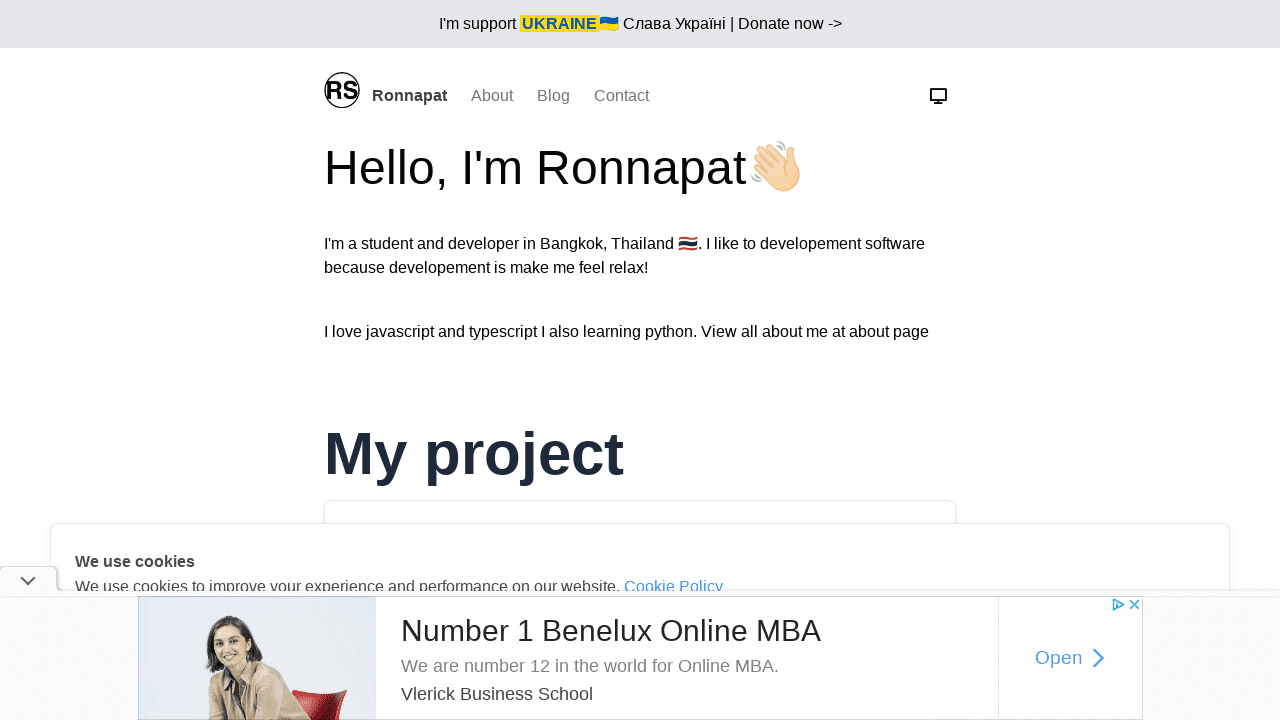 I'm support UKRAINE🇺🇦 Слава Україні | Donate now ->
RS Ronnapat About Blog Contact
Hello, I'm Ronnapat👋🏼
I'm a student and developer in Bangkok, Thailand 🇹🇭. I like to developement software
because developement is make me feel relax!
I love javascript and typescript I also learning python. View all about me at about page
My project
We use cookies
We use cookies to improve your experience and performance on our website. Cookie Policy
Number 1 Benelux Online MBA
We are number 12 in the world for Online MBA.
Vlerick Business School
Open